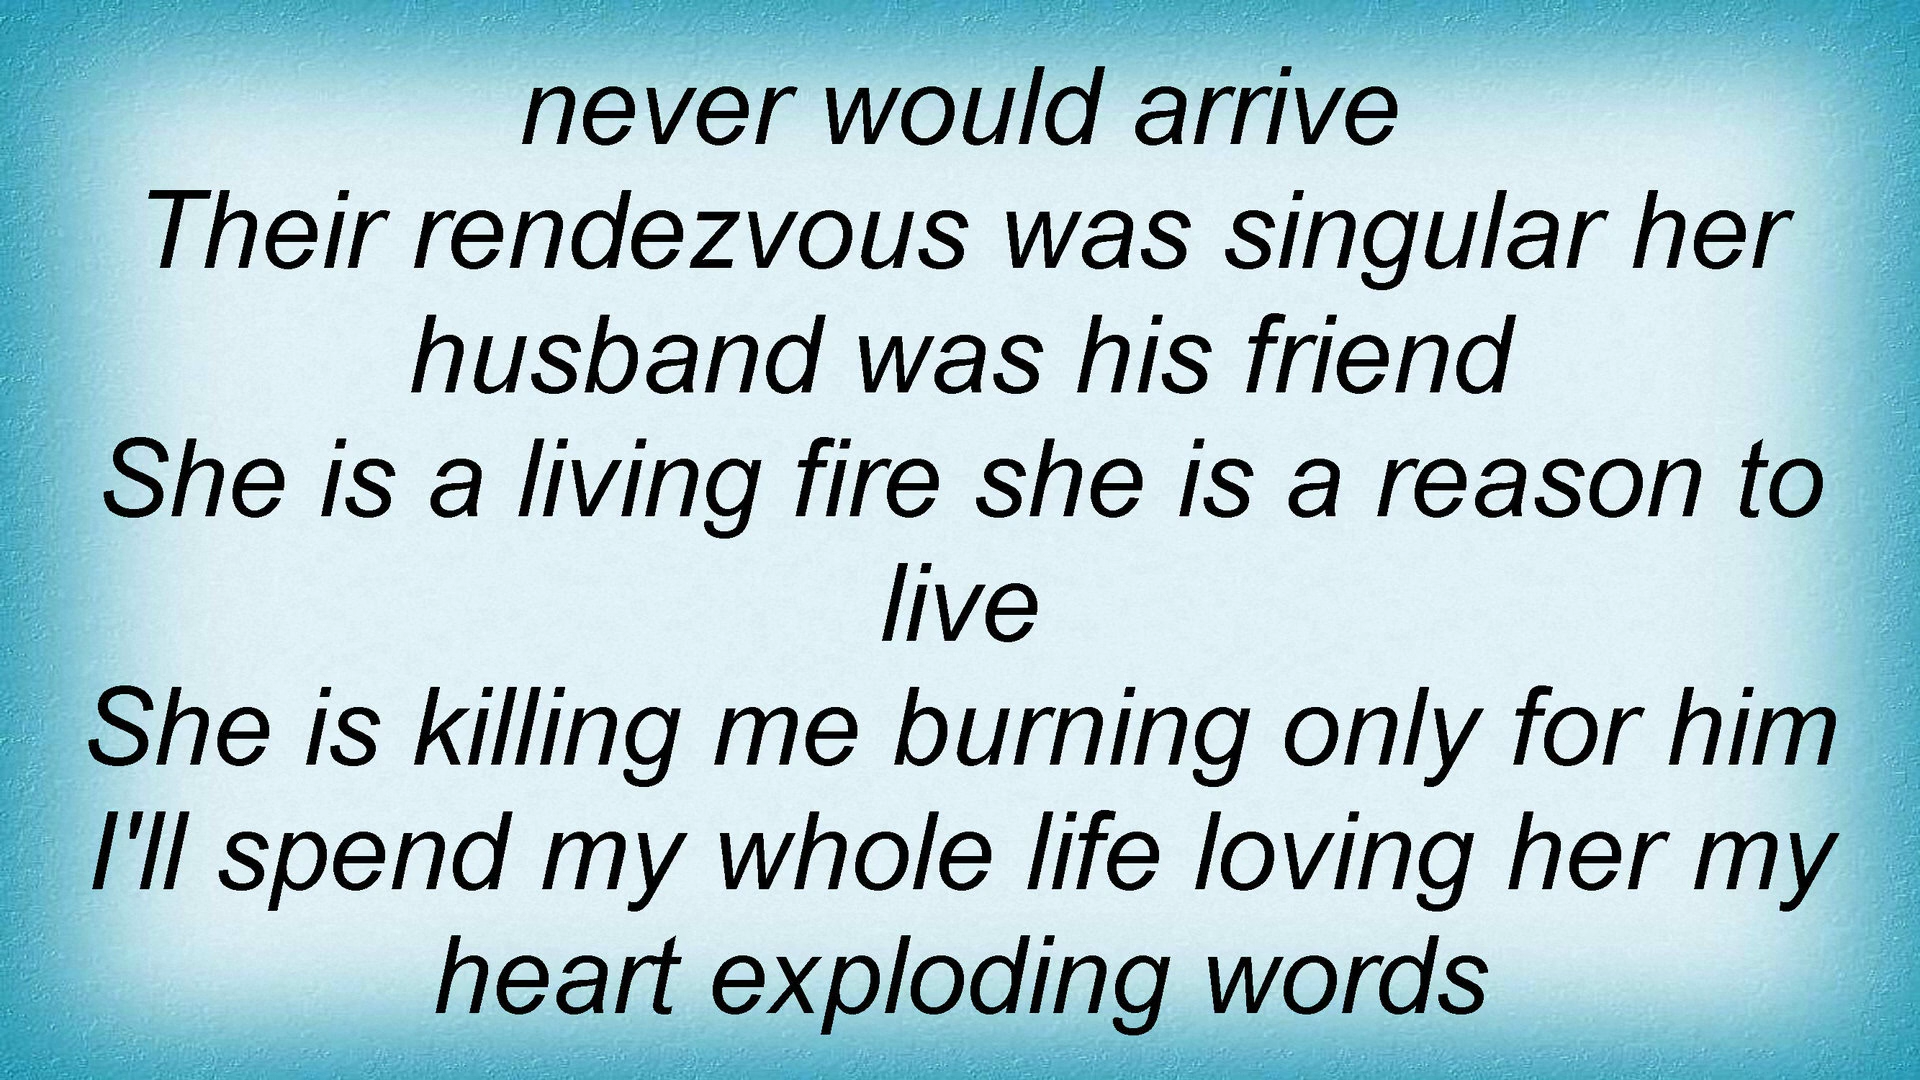 never would arrive
Their rendezvous was singular her
husband was his friend
She is a living fire she is a reason to
live
She is killing me burning only for him
I'll spend my whole life loving her my
heart exploding words